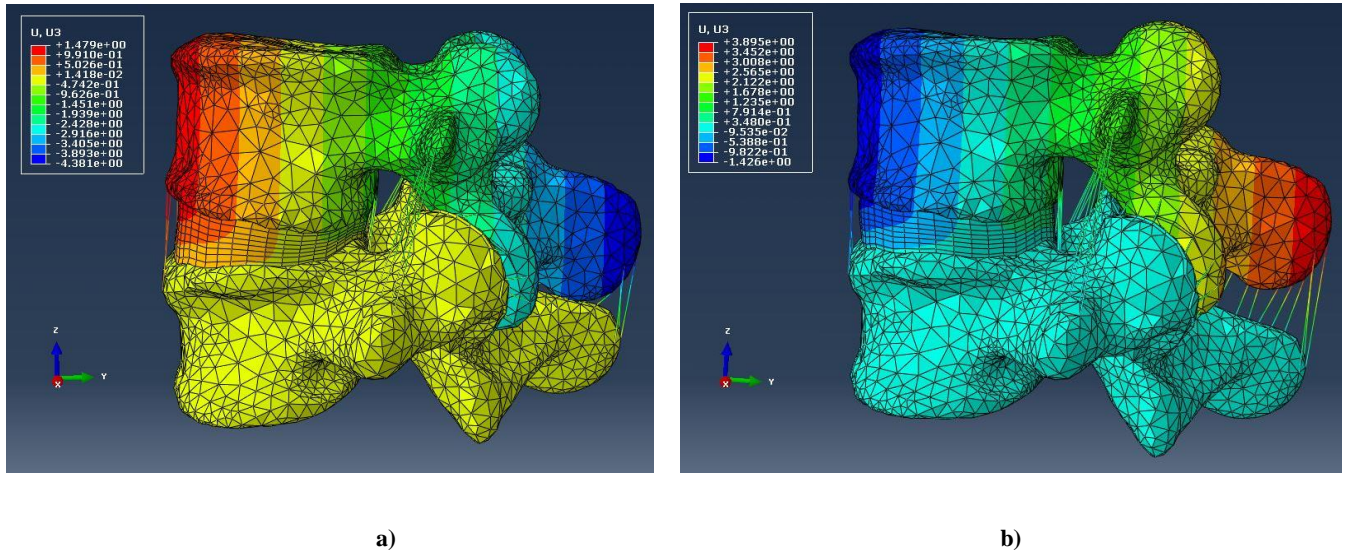 U, U3
+1.479e+00
+9.910e-01
+5.026e-01
+1.418e-02
-4.742e-01
-9.626e-01
-1.451e+00
-1.939e+00
-2.428e+00
-2.916e+00
-3.405e+00
-3.893e+00
-4.381e+00
Z
Y
X
U, U3
+3.895e+00
+3.452e+00
+3.008e+00
+2.565e+00
+2.122e+00
+1.678e+00
+1.235e+00
+7.914e-01
+3.480e-01
-9.535e-02
-5.388e-01
-9.822e-01
-1.426e+00
Z
Y
X
a)
b)